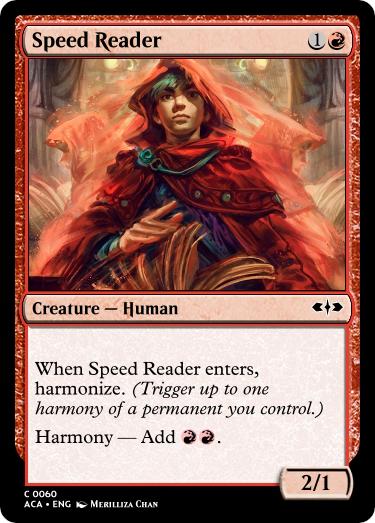 Speed Reader 1
Creature — Human
When Speed Reader enters,
harmonize. (Trigger up to one
harmony of a permanent you control.)
Harmony — Add .
2/1
C 0060
ACA • ENG Merilliza Chan